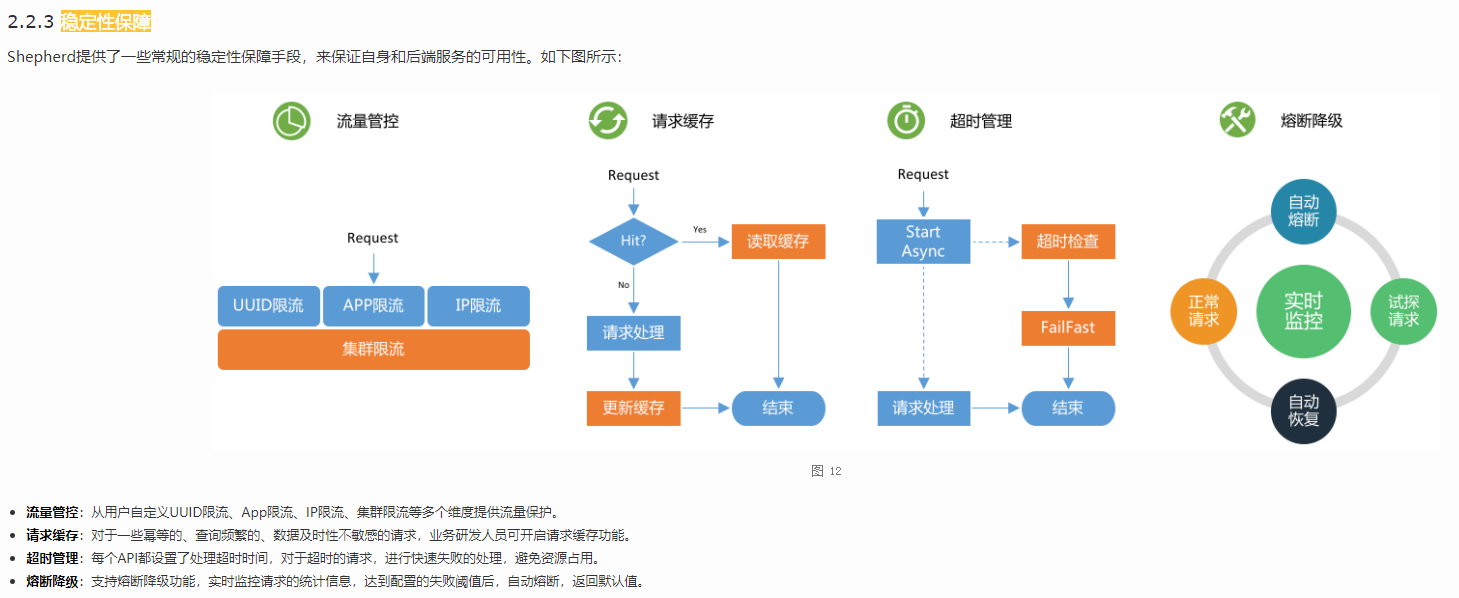 2.2.3 稳定性保障
Shepherd提供了一些常规的稳定性保障手段，来保证自身和后端服务的可用性。如下图所示：
流量管控
Request
UUID限流
APP限流
IP限流
集群限流
请求缓存
Request
Hit?
Yes
读取缓存
No
请求处理
更新缓存
结束
超时管理
Request
Start
Async
超时检查
FailFast
请求处理
结束
熔断降级
自动
熔断
正常
请求
实时
监控
试探
请求
自动
恢复
图 12
流量管控：从用户自定义UUID限流、App限流、IP限流、集群限流等多个维度提供流量保护。
请求缓存：对于一些幂等的、查询频繁的、数据及时性不敏感的请求，业务研发人员可开启请求缓存功能。
超时管理：每个API都设置了处理超时时间，对于超时的请求，进行快速失败的处理，避免资源占用。
熔断降级：支持熔断降级功能，实时监控请求的统计信息，达到配置的失败阈值后，自动熔断，返回默认值。